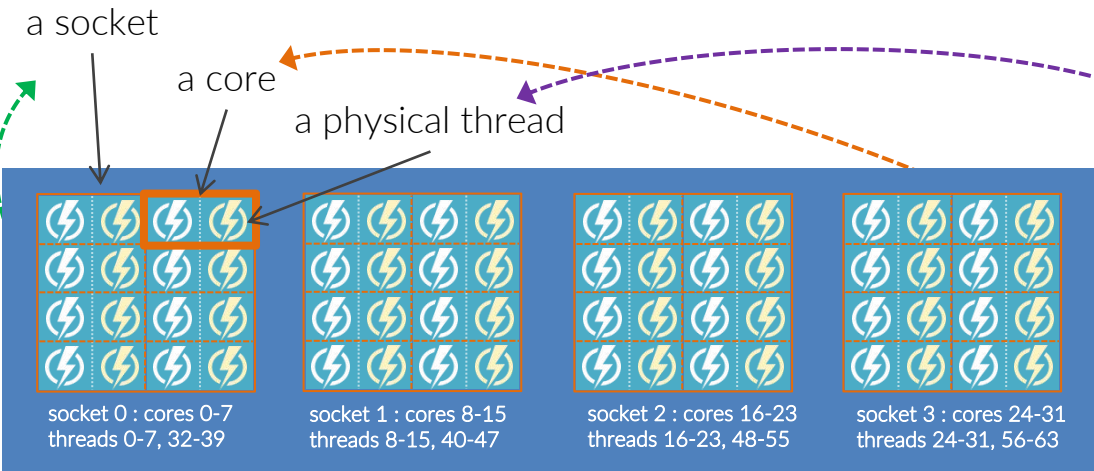 a socket
a core
a physical thread
socket 0 : cores 0-7
threads 0-7, 32-39
socket 1 : cores 8-15
threads 8-15, 40-47
socket 2 : cores 16-23
threads 16-23, 48-55
socket 3 : cores 24-31
threads 24-31, 56-63